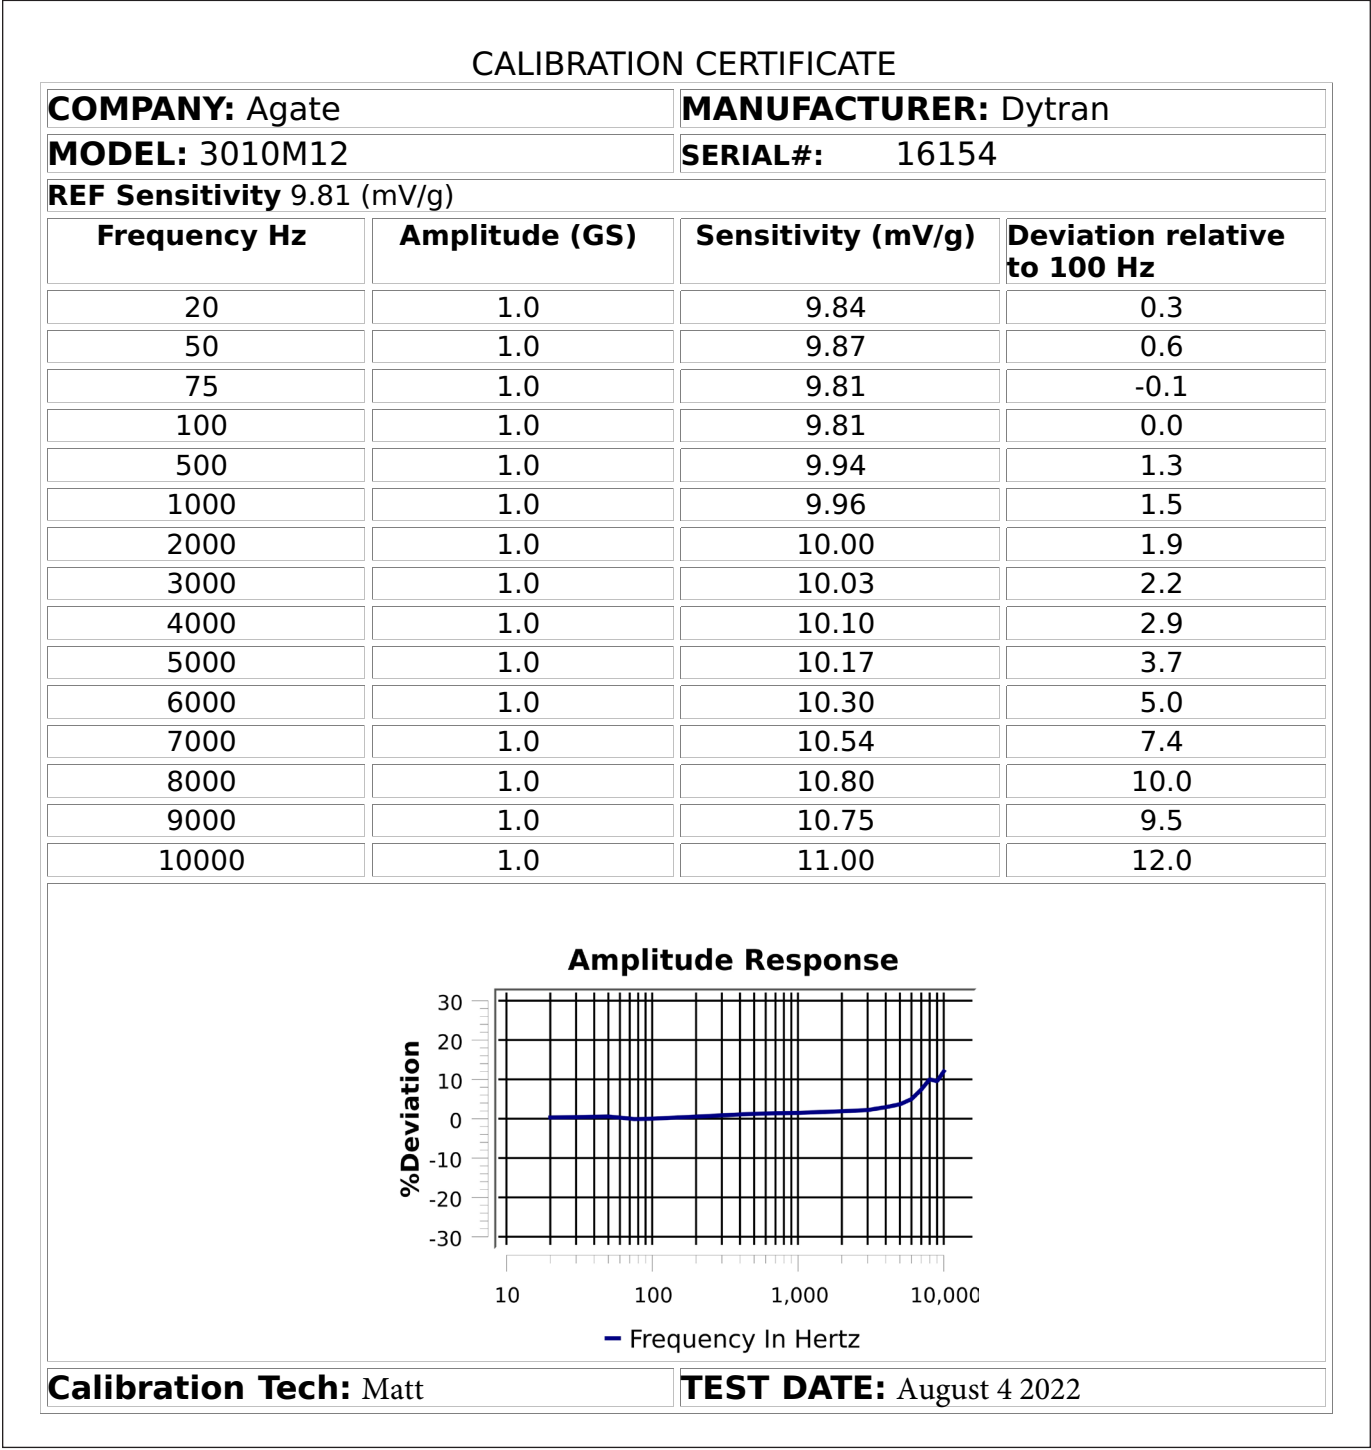 CALIBRATION CERTIFICATE
COMPANY: Agate MANUFACTURER: Dytran
MODEL: 3010M12 SERIAL#: 16154
REF Sensitivity 9.81 (mV/g)
Frequency Hz Amplitude (GS) Sensitivity (mV/g) Deviation relative
to 100 Hz
20 1.0 9.84 0.3
50 1.0 9.87 0.6
75 1.0 9.81 -0.1
100 1.0 9.81 0.0
500 1.0 9.94 1.3
1000 1.0 9.96 1.5
2000 1.0 10.00 1.9
3000 1.0 10.03 2.2
4000 1.0 10.10 2.9
5000 1.0 10.17 3.7
6000 1.0 10.30 5.0
7000 1.0 10.54 7.4
8000 1.0 10.80 10.0
9000 1.0 10.75 9.5
10000 1.0 11.00 12.0
Amplitude Response
%Deviation
30
20
10
0
-10
-20
-30
10 100 1,000 10,000
Frequency In Hertz
Calibration Tech: Matt TEST DATE: August 4 2022